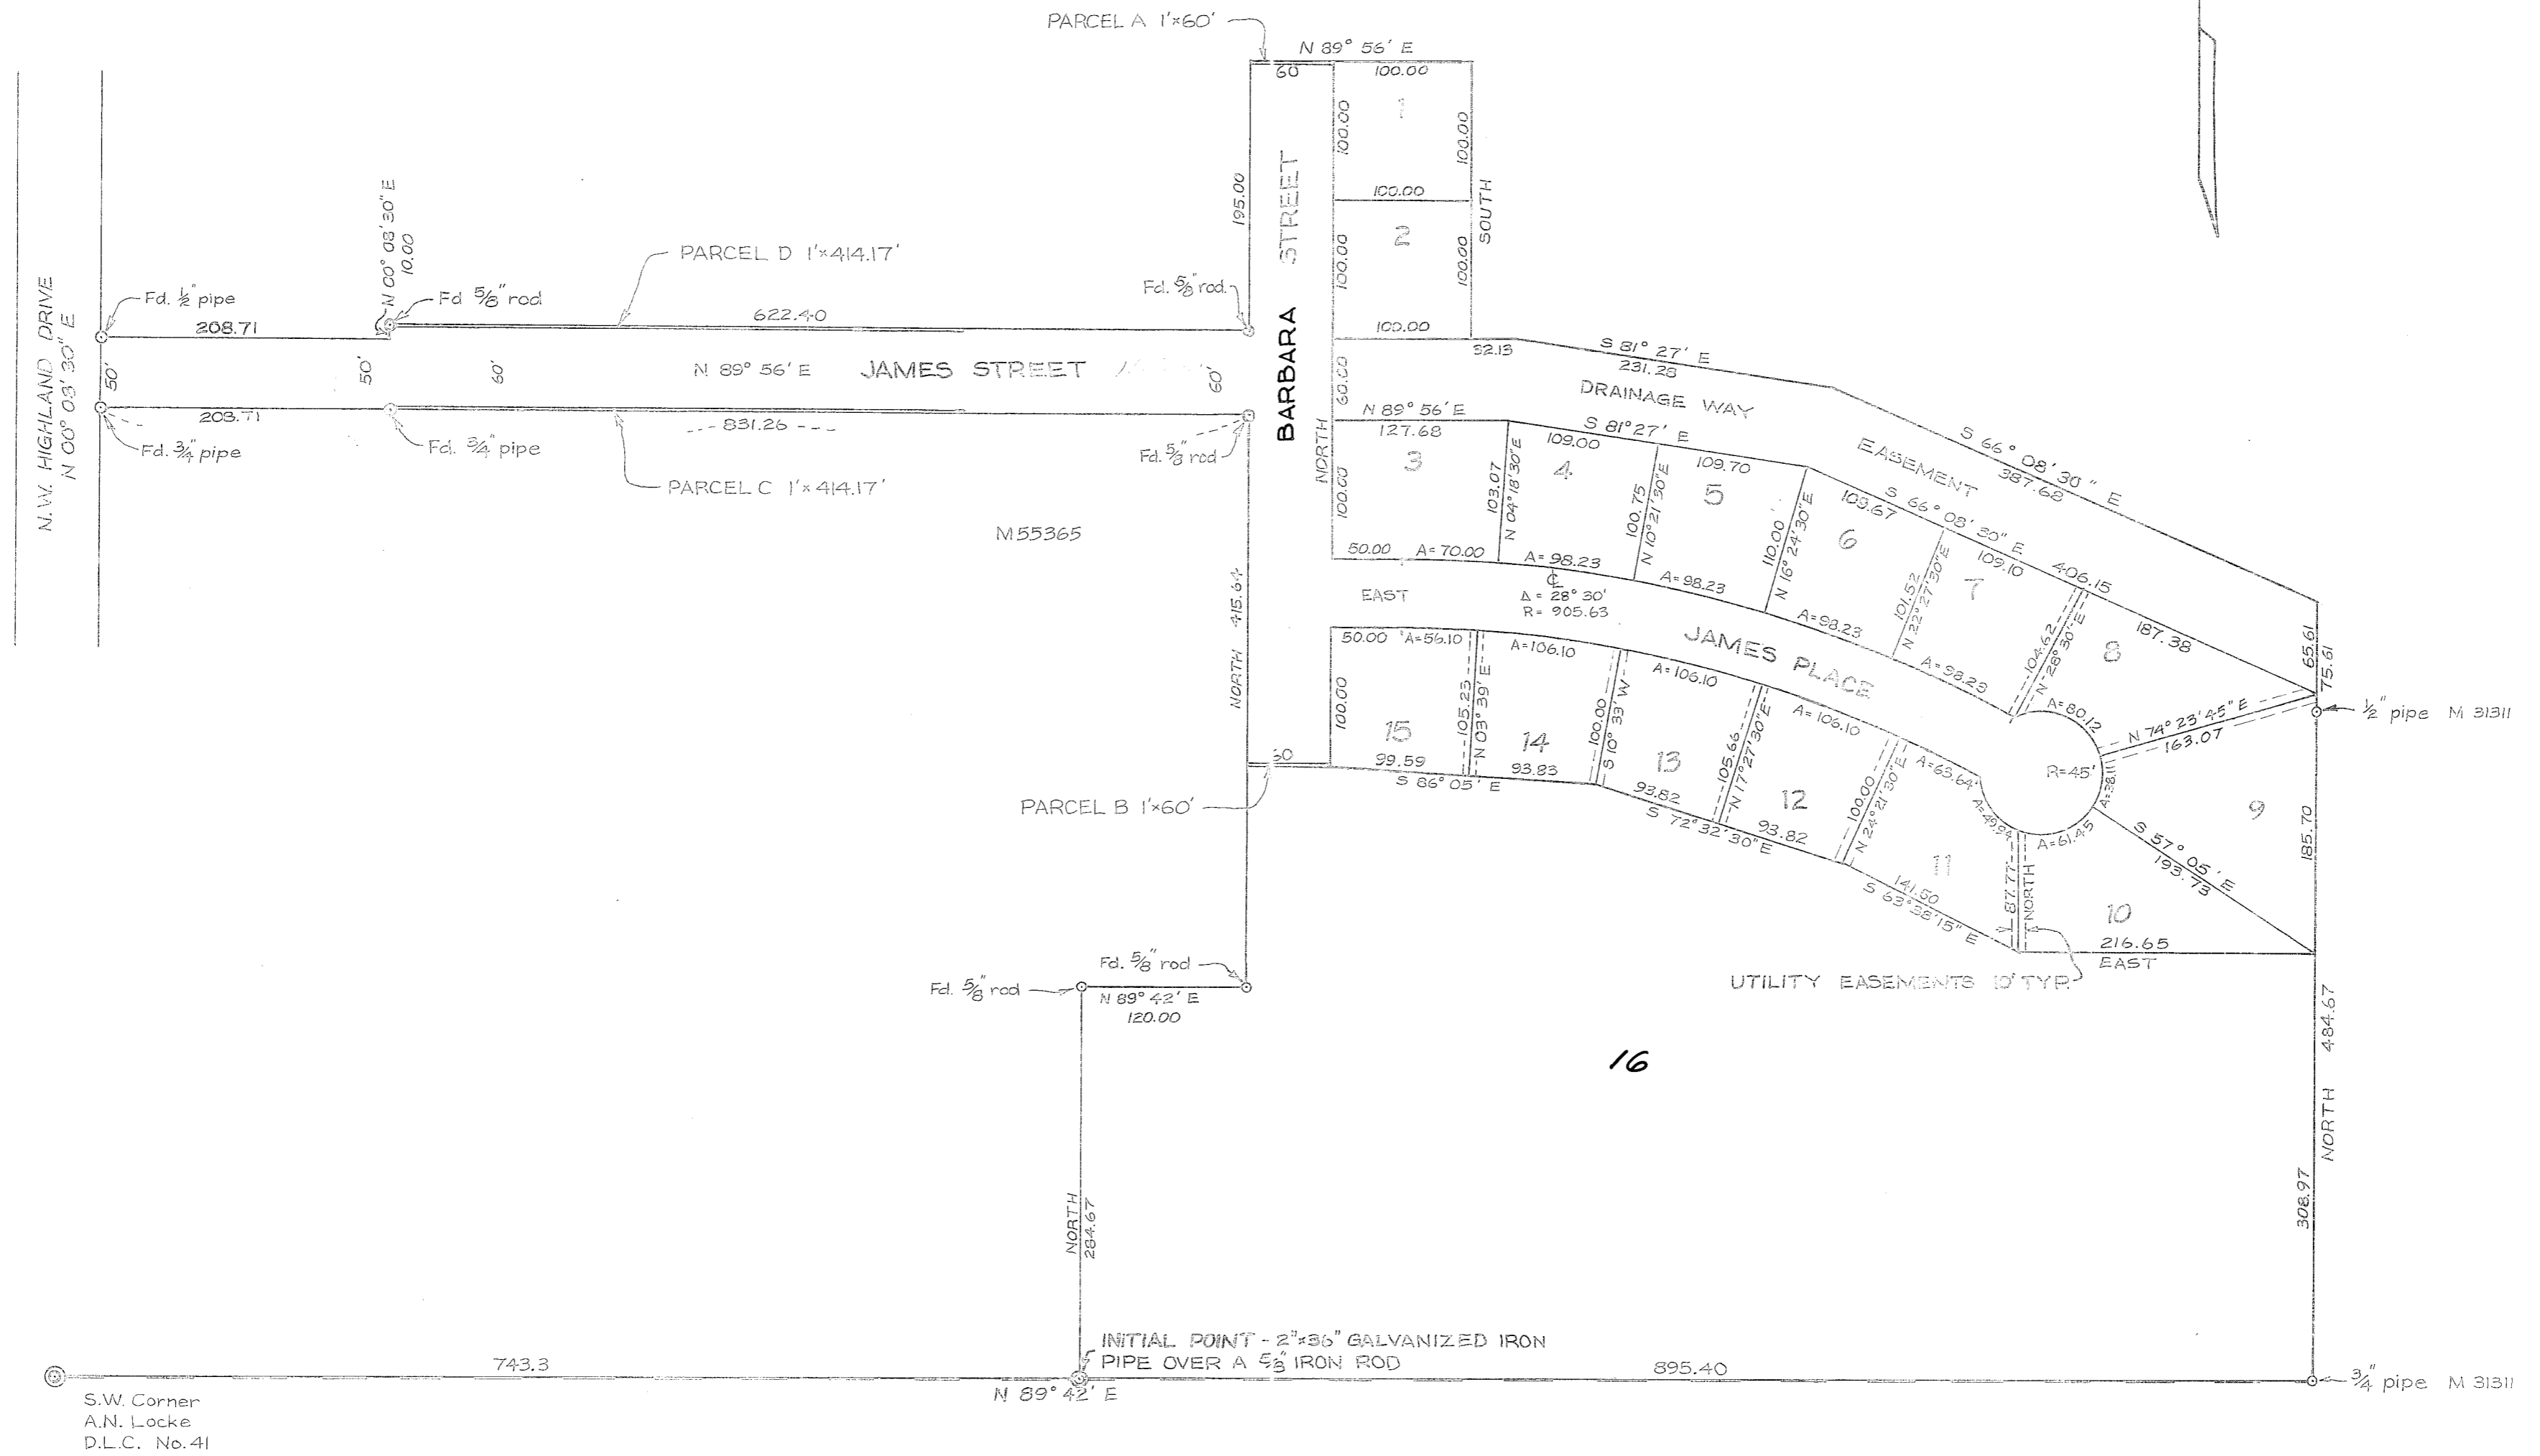 PARCEL A 1'×60'
N 89° 56' E
60
100.00
1
100.00
100.00
195.00
BARBARA STREET
100.00
SOUTH
2
100.00
100.00
N 00° 03' 30" E
10.00
PARCEL D 1'×414.17'
Fd. 5/8" rod.
N.W. HIGHLAND DRIVE
N 00° 03' 30" E
Fd. 1/2" pipe
208.71
Fd 5/8" rod
622.40
100.00
32.13
S 81° 27' E
231.28
50'
50'
60'
N 89° 56' E
JAMES STREET
60'
60.00
DRAINAGE WAY
EASEMENT
S 66° 08' 30" E
387.68
208.71
Fd. 3/4" pipe
Fd. 3/4" pipe
831.26
Fd. 5/8" rod
PARCEL C 1'×414.17'
M55365
NORTH
N 89° 56' E
127.68
3
100.00
103.07
N 04° 18' 30" E
S 81° 27' E
109.00
4
100.75
N 10° 21' 30" E
109.70
5
110.00
N 16° 24' 30" E
S 66° 08' 30" E
109.67
6
101.52
N 22° 27' 30" E
109.10
406.15
7
104.62
N 28° 30' E
187.38
8
65.61
75.61
50.00
A= 70.00
A= 98.23
A=98.23
A=98.23
A=98.23
EAST
℄
Δ = 28° 30'
R= 905.63
JAMES PLACE
NORTH 415.64
50.00
A=56.10
A=106.10
A=106.10
A=106.10
A=63.64'
A=80.12
N 74° 23' 45" E
163.07
1/2" pipe M 31311
R=45'
A=38.11
A=49.94
A=61.45
9
185.70
S 57° 05' E
193.73
100.00
15
99.59
105.23
N 03° 39' E
S 86° 05' E
14
93.83
100.00
S 10° 33' W
13
93.82
105.66
N 17° 27' 30" E
S 72° 32' 30" E
12
93.82
100.00
N 24° 21' 30" E
11
141.50
S 63° 38' 15" E
87.77
NORTH
10
216.65
EAST
60
PARCEL B 1'×60'
UTILITY EASEMENTS 10' TYP.
Fd. 5/8" rod
Fd. 5/8" rod
N 89° 42' E
120.00
16
NORTH 484.67
308.97
NORTH
284.67
INITIAL POINT - 2"×36" GALVANIZED IRON
PIPE OVER A 5/8" IRON ROD
743.3
N 89° 42' E
895.40
3/4" pipe M 31311
S.W. Corner
A.N. Locke
D.L.C. No. 41